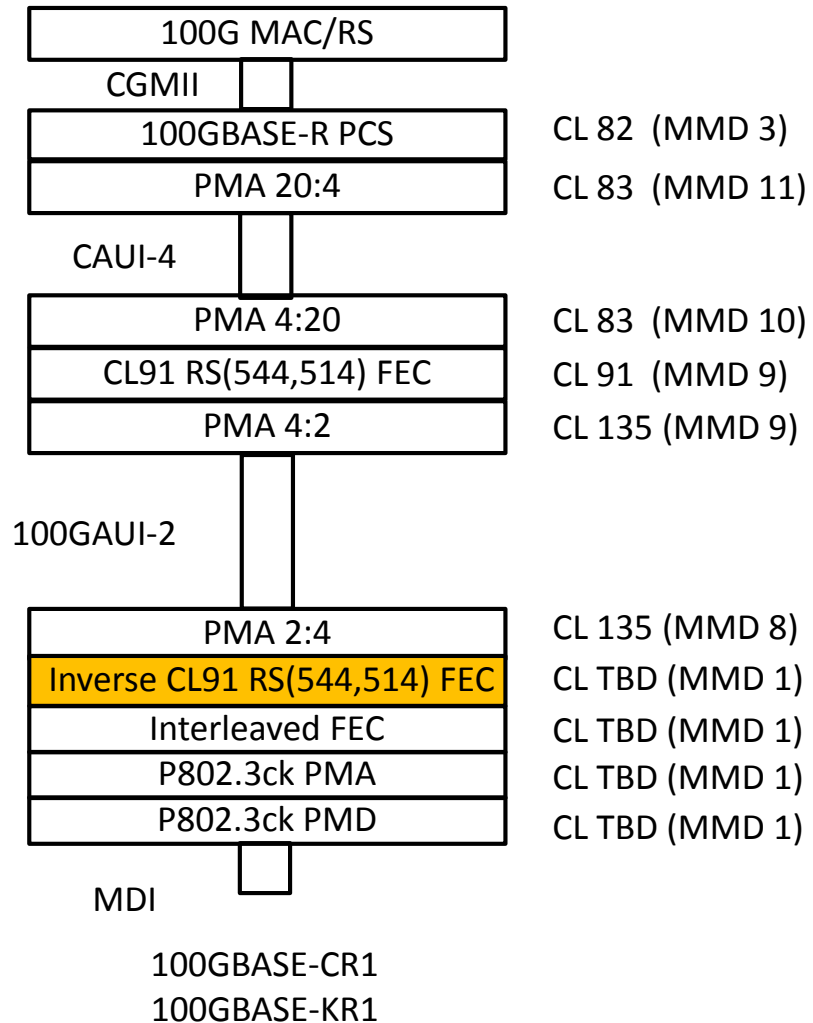 100G MAC/RS
CGMII
100GBASE-R PCS CL 82 (MMD 3)
PMA 20:4 CL 83 (MMD 11)
CAUI-4
PMA 4:20 CL 83 (MMD 10)
CL91 RS(544,514) FEC CL 91 (MMD 9)
PMA 4:2 CL 135 (MMD 9)
100GAUI-2
PMA 2:4 CL 135 (MMD 8)
Inverse CL91 RS(544,514) FEC CL TBD (MMD 1)
Interleaved FEC CL TBD (MMD 1)
P802.3ck PMA CL TBD (MMD 1)
P802.3ck PMD CL TBD (MMD 1)
MDI
100GBASE-CR1
100GBASE-KR1